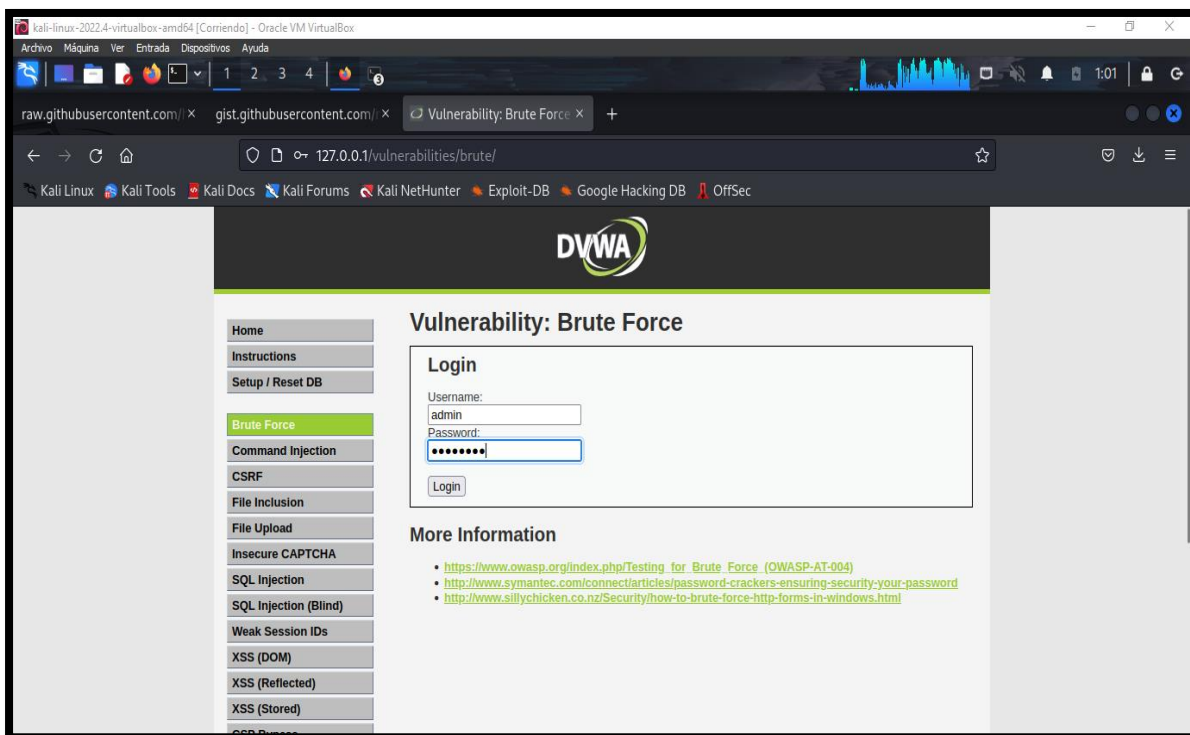 kali-linux-2022.4-virtualbox-amd64 [Corriendo] - Oracle VM VirtualBox
Archivo Máquina Ver Entrada Dispositivos Ayuda
1 2 3 4 1:01
raw.githubusercontent.com/ gist.githubusercontent.com/ Vulnerability: Brute Force
127.0.0.1/vulnerabilities/brute/
Kali Linux Kali Tools Kali Docs Kali Forums Kali NetHunter Exploit-DB Google Hacking DB OffSec
DVWA
Home
Instructions
Setup / Reset DB
Brute Force
Command Injection
CSRF
File Inclusion
File Upload
Insecure CAPTCHA
SQL Injection
SQL Injection (Blind)
Weak Session IDs
XSS (DOM)
XSS (Reflected)
XSS (Stored)
CSP Bypass
Vulnerability: Brute Force
Login
Username:
admin
Password:
••••••••
Login
More Information
• https://www.owasp.org/index.php/Testing_for_Brute_Force_(OWASP-AT-004)
• http://www.symantec.com/connect/articles/password-crackers-ensuring-security-your-password
• http://www.sillychicken.co.nz/Security/how-to-brute-force-http-forms-in-windows.html